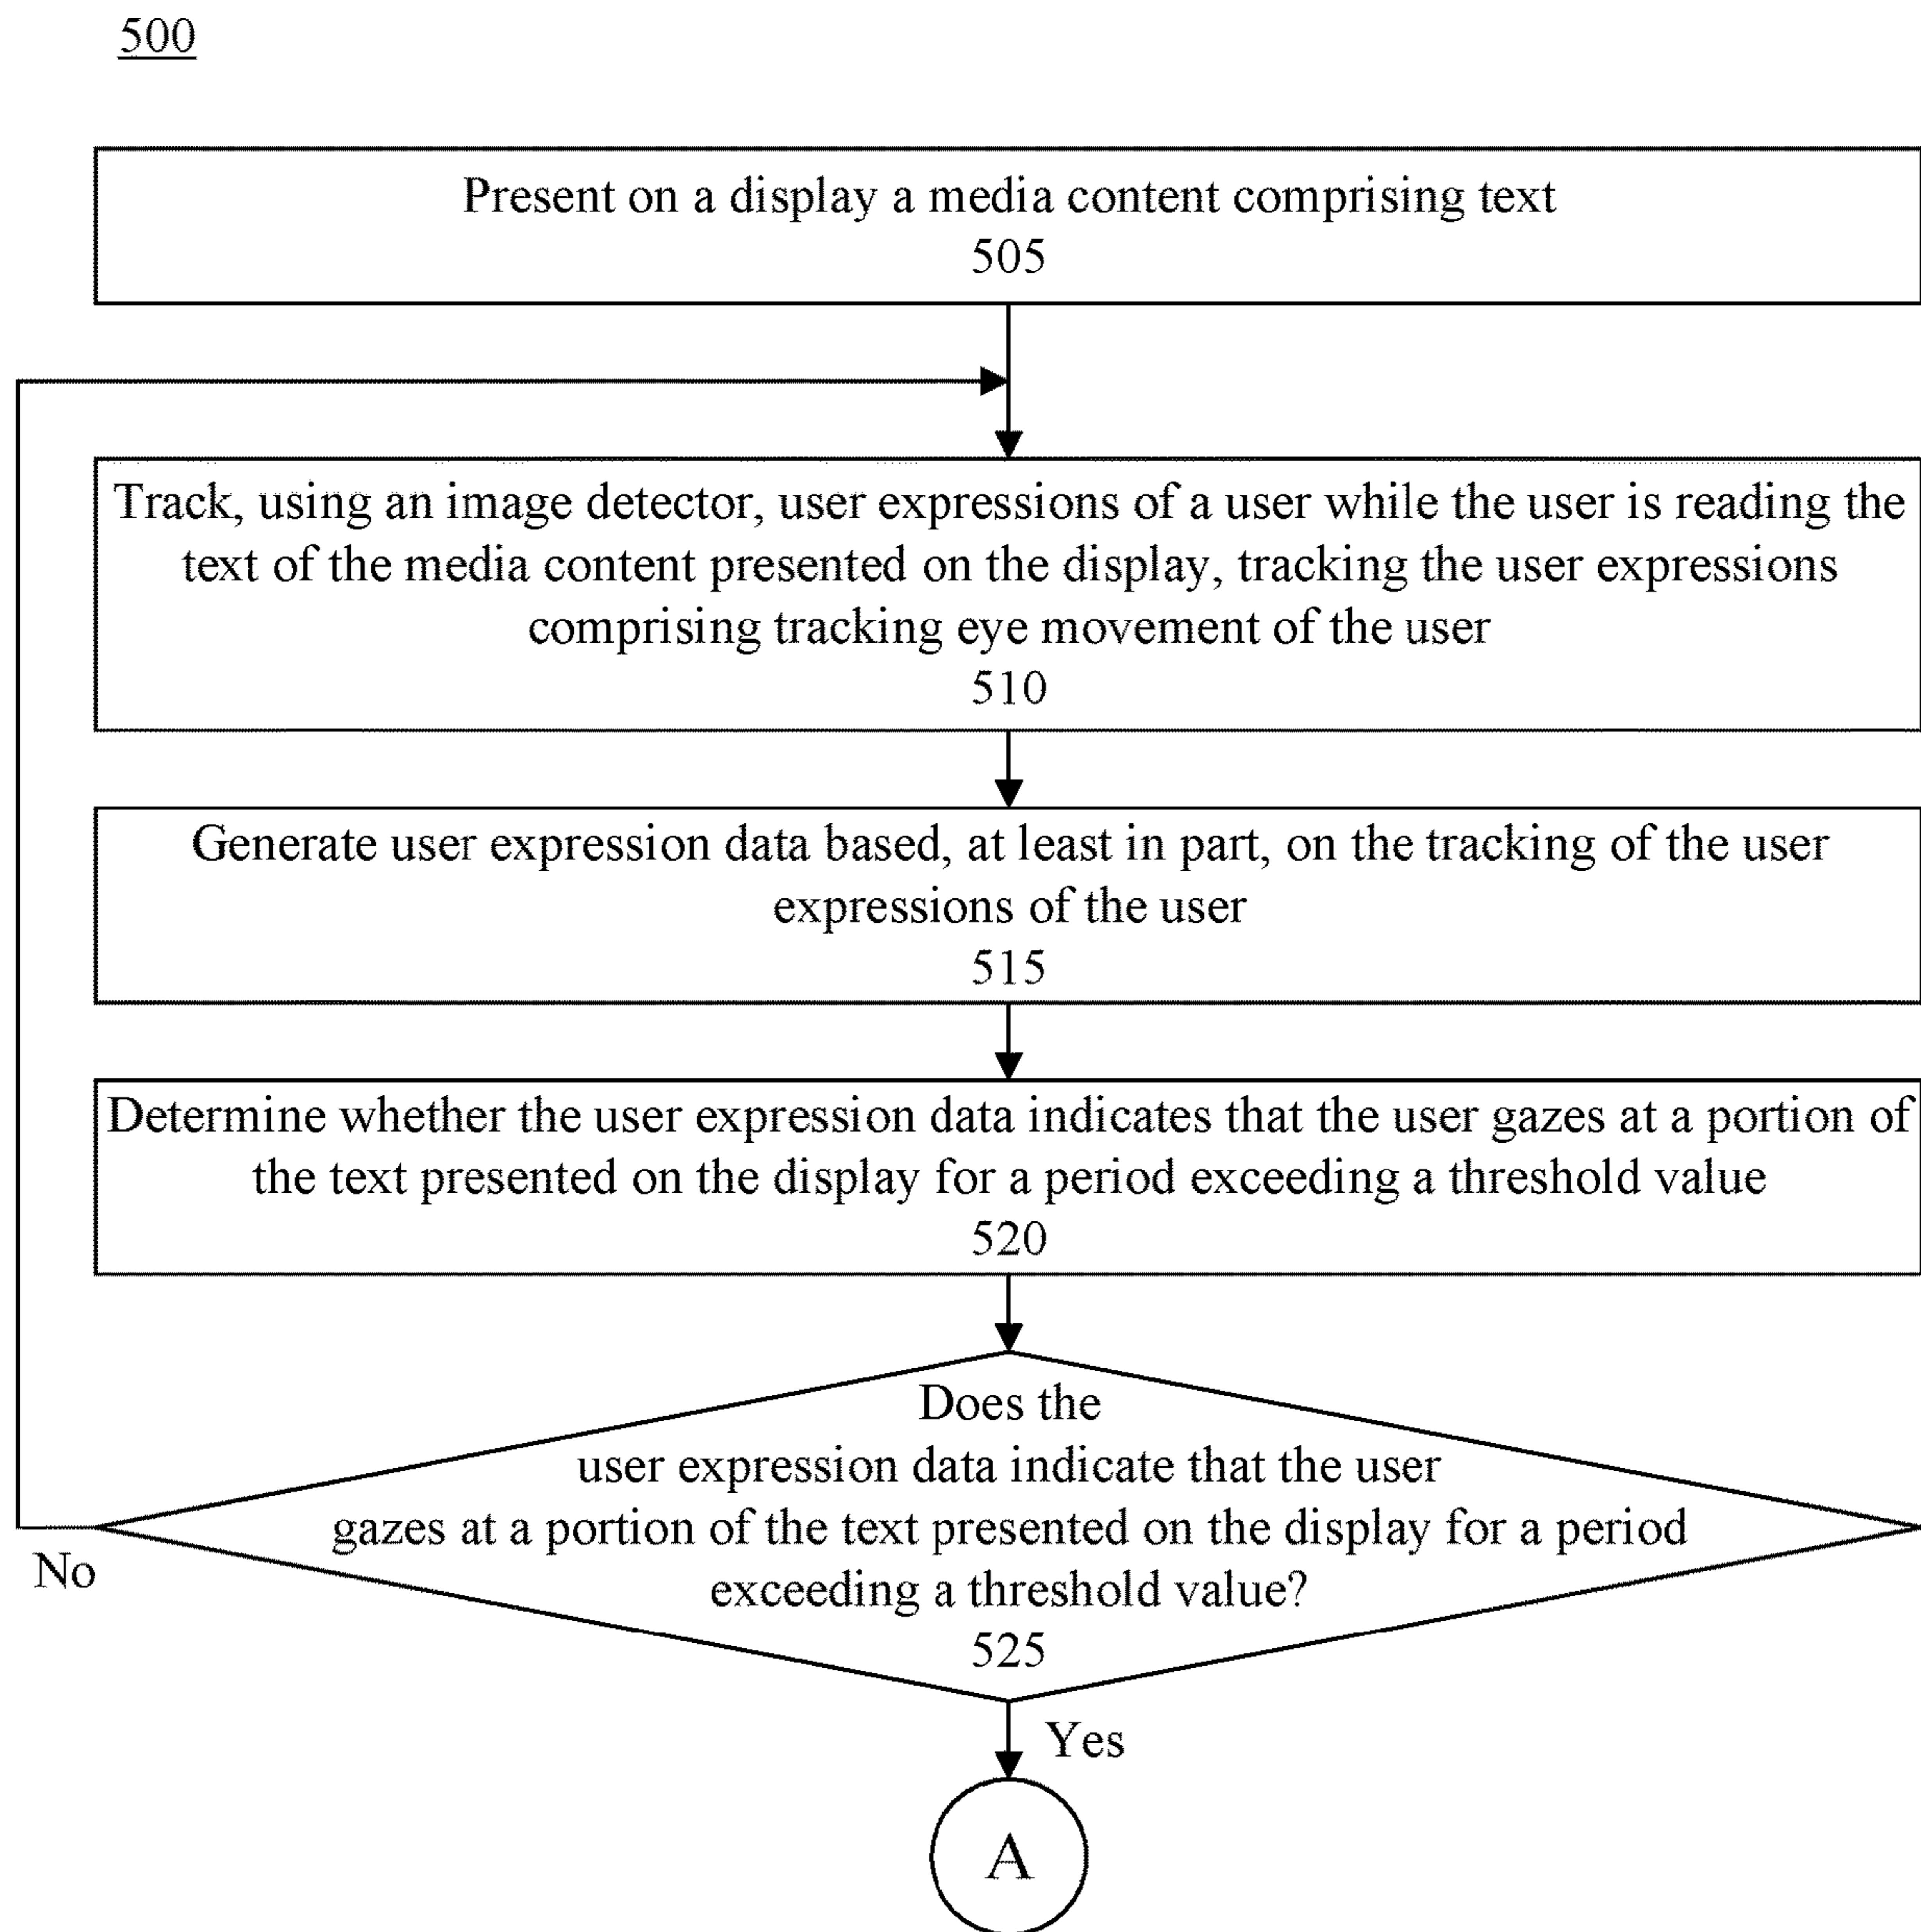 500
Present on a display a media content comprising text
505
Track, using an image detector, user expressions of a user while the user is reading the
text of the media content presented on the display, tracking the user expressions
comprising tracking eye movement of the user
510
Generate user expression data based, at least in part, on the tracking of the user
expressions of the user
515
Determine whether the user expression data indicates that the user gazes at a portion of
the text presented on the display for a period exceeding a threshold value
520
Does the
user expression data indicate that the user
gazes at a portion of the text presented on the display for a period
exceeding a threshold value?
525
No
Yes
A